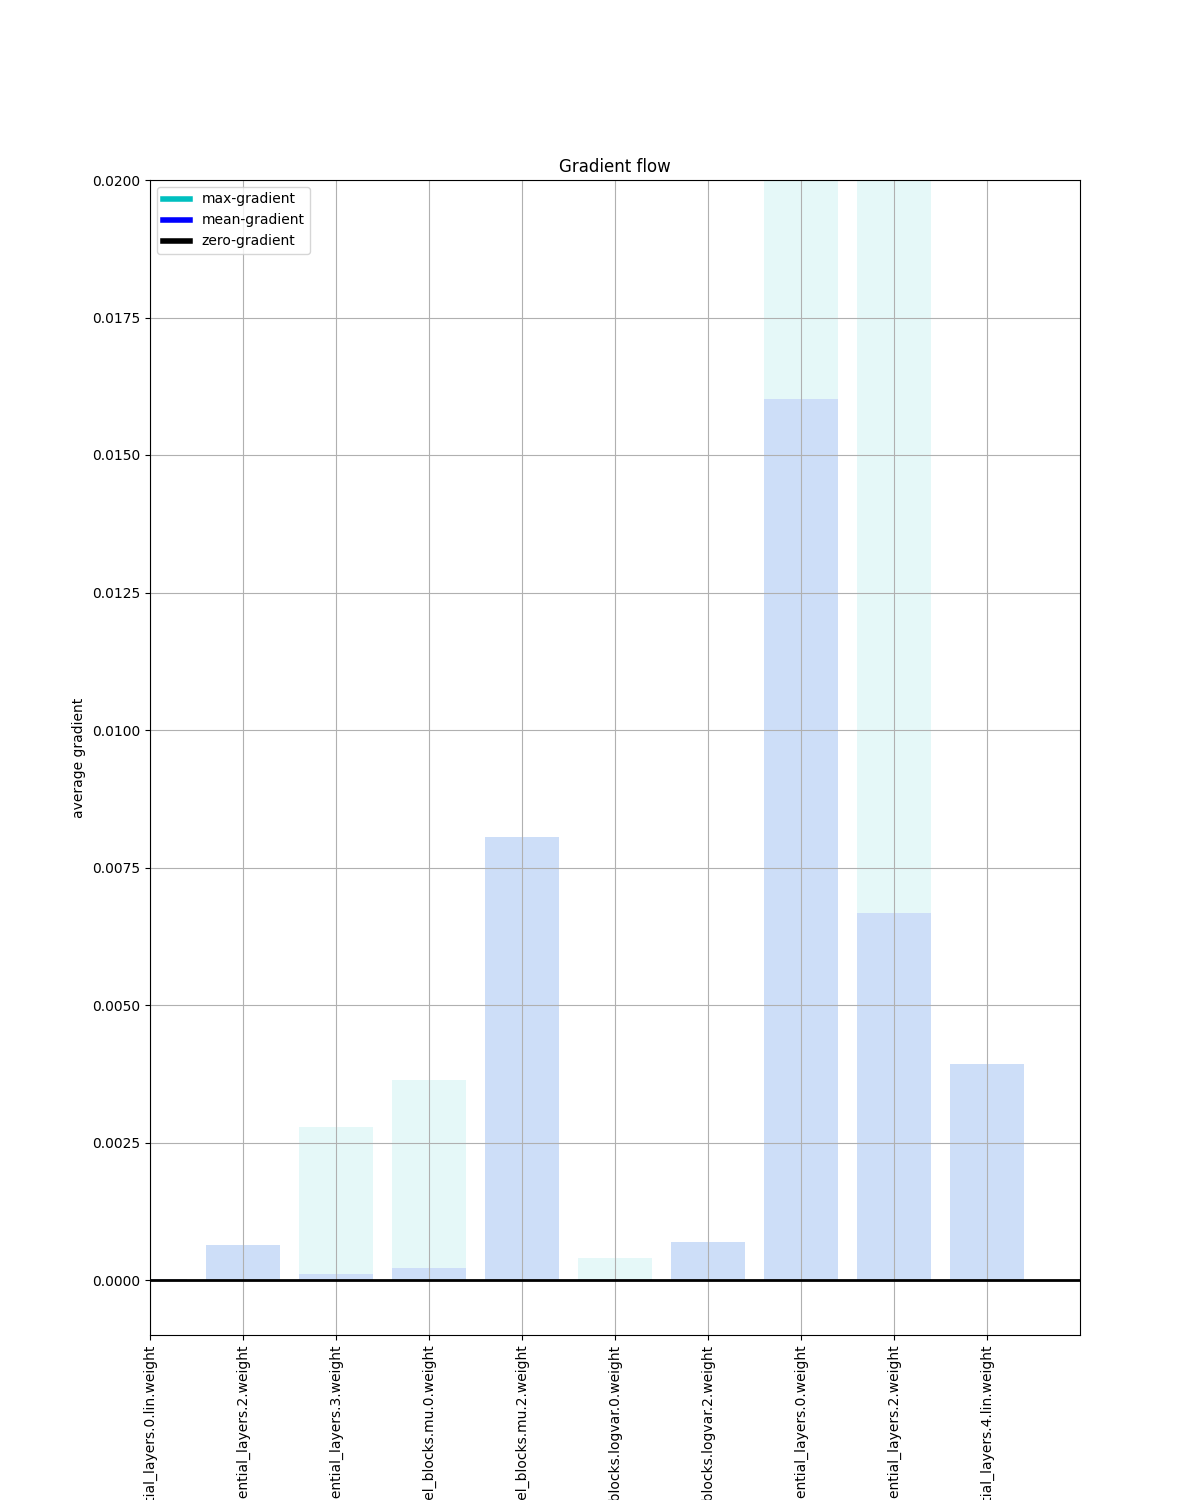 Gradient flow
max-gradient
mean-gradient
zero-gradient
average gradient
0.0200
0.0175
0.0150
0.0125
0.0100
0.0075
0.0050
0.0025
0.0000
tial_layers.0.lin.weight
ential_layers.2.weight
ential_layers.3.weight
el_blocks.mu.0.weight
el_blocks.mu.2.weight
blocks.logvar.0.weight
blocks.logvar.2.weight
ential_layers.0.weight
ential_layers.2.weight
tial_layers.4.lin.weight